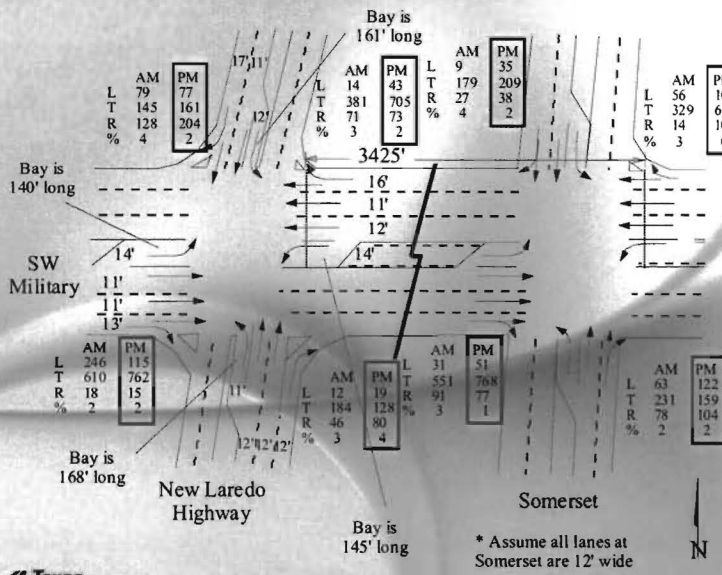 Bay is
161' long
AM PM
L 79 77
T 145 161
R 128 204
% 4 2
17' 11'
12'
AM PM
L 14 43
T 381 705
R 71 73
% 3 2
AM PM
L 9 35
T 179 209
R 27 38
% 4 2
AM
L 56
T 329
R 14
% 3
3425'
Bay is
140' long
16'
11'
12'
14'
14'
SW
Military
11'
11'
13'
AM PM
L 246 115
T 610 762
R 18 15
% 2 2
11'
12' 12' 12'
AM PM
L 12 19
T 184 128
R 46 80
% 3 4
AM PM
L 31 51
T 551 768
R 91 77
% 3 1
AM PM
L 63 122
T 231 159
R 78 104
% 2 2
Bay is
168' long
New Laredo
Highway
Bay is
145' long
Somerset
* Assume all lanes at
Somerset are 12' wide
N